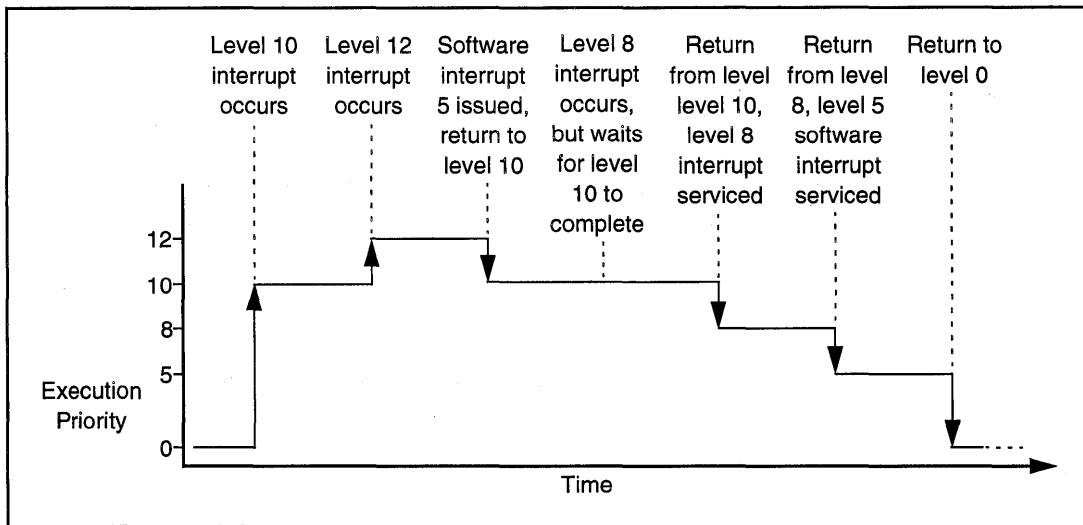 Level 10
interrupt
occurs
Level 12
interrupt
occurs
Software
interrupt
5 issued,
return to
level 10
Level 8
interrupt
occurs,
but waits
for level
10 to
complete
Return
from level
level 10,
level 8
interrupt
serviced
Return
from level
8, level 5
software
interrupt
serviced
Return to
level 0
12
10
8
5
0
Execution
Priority
Time